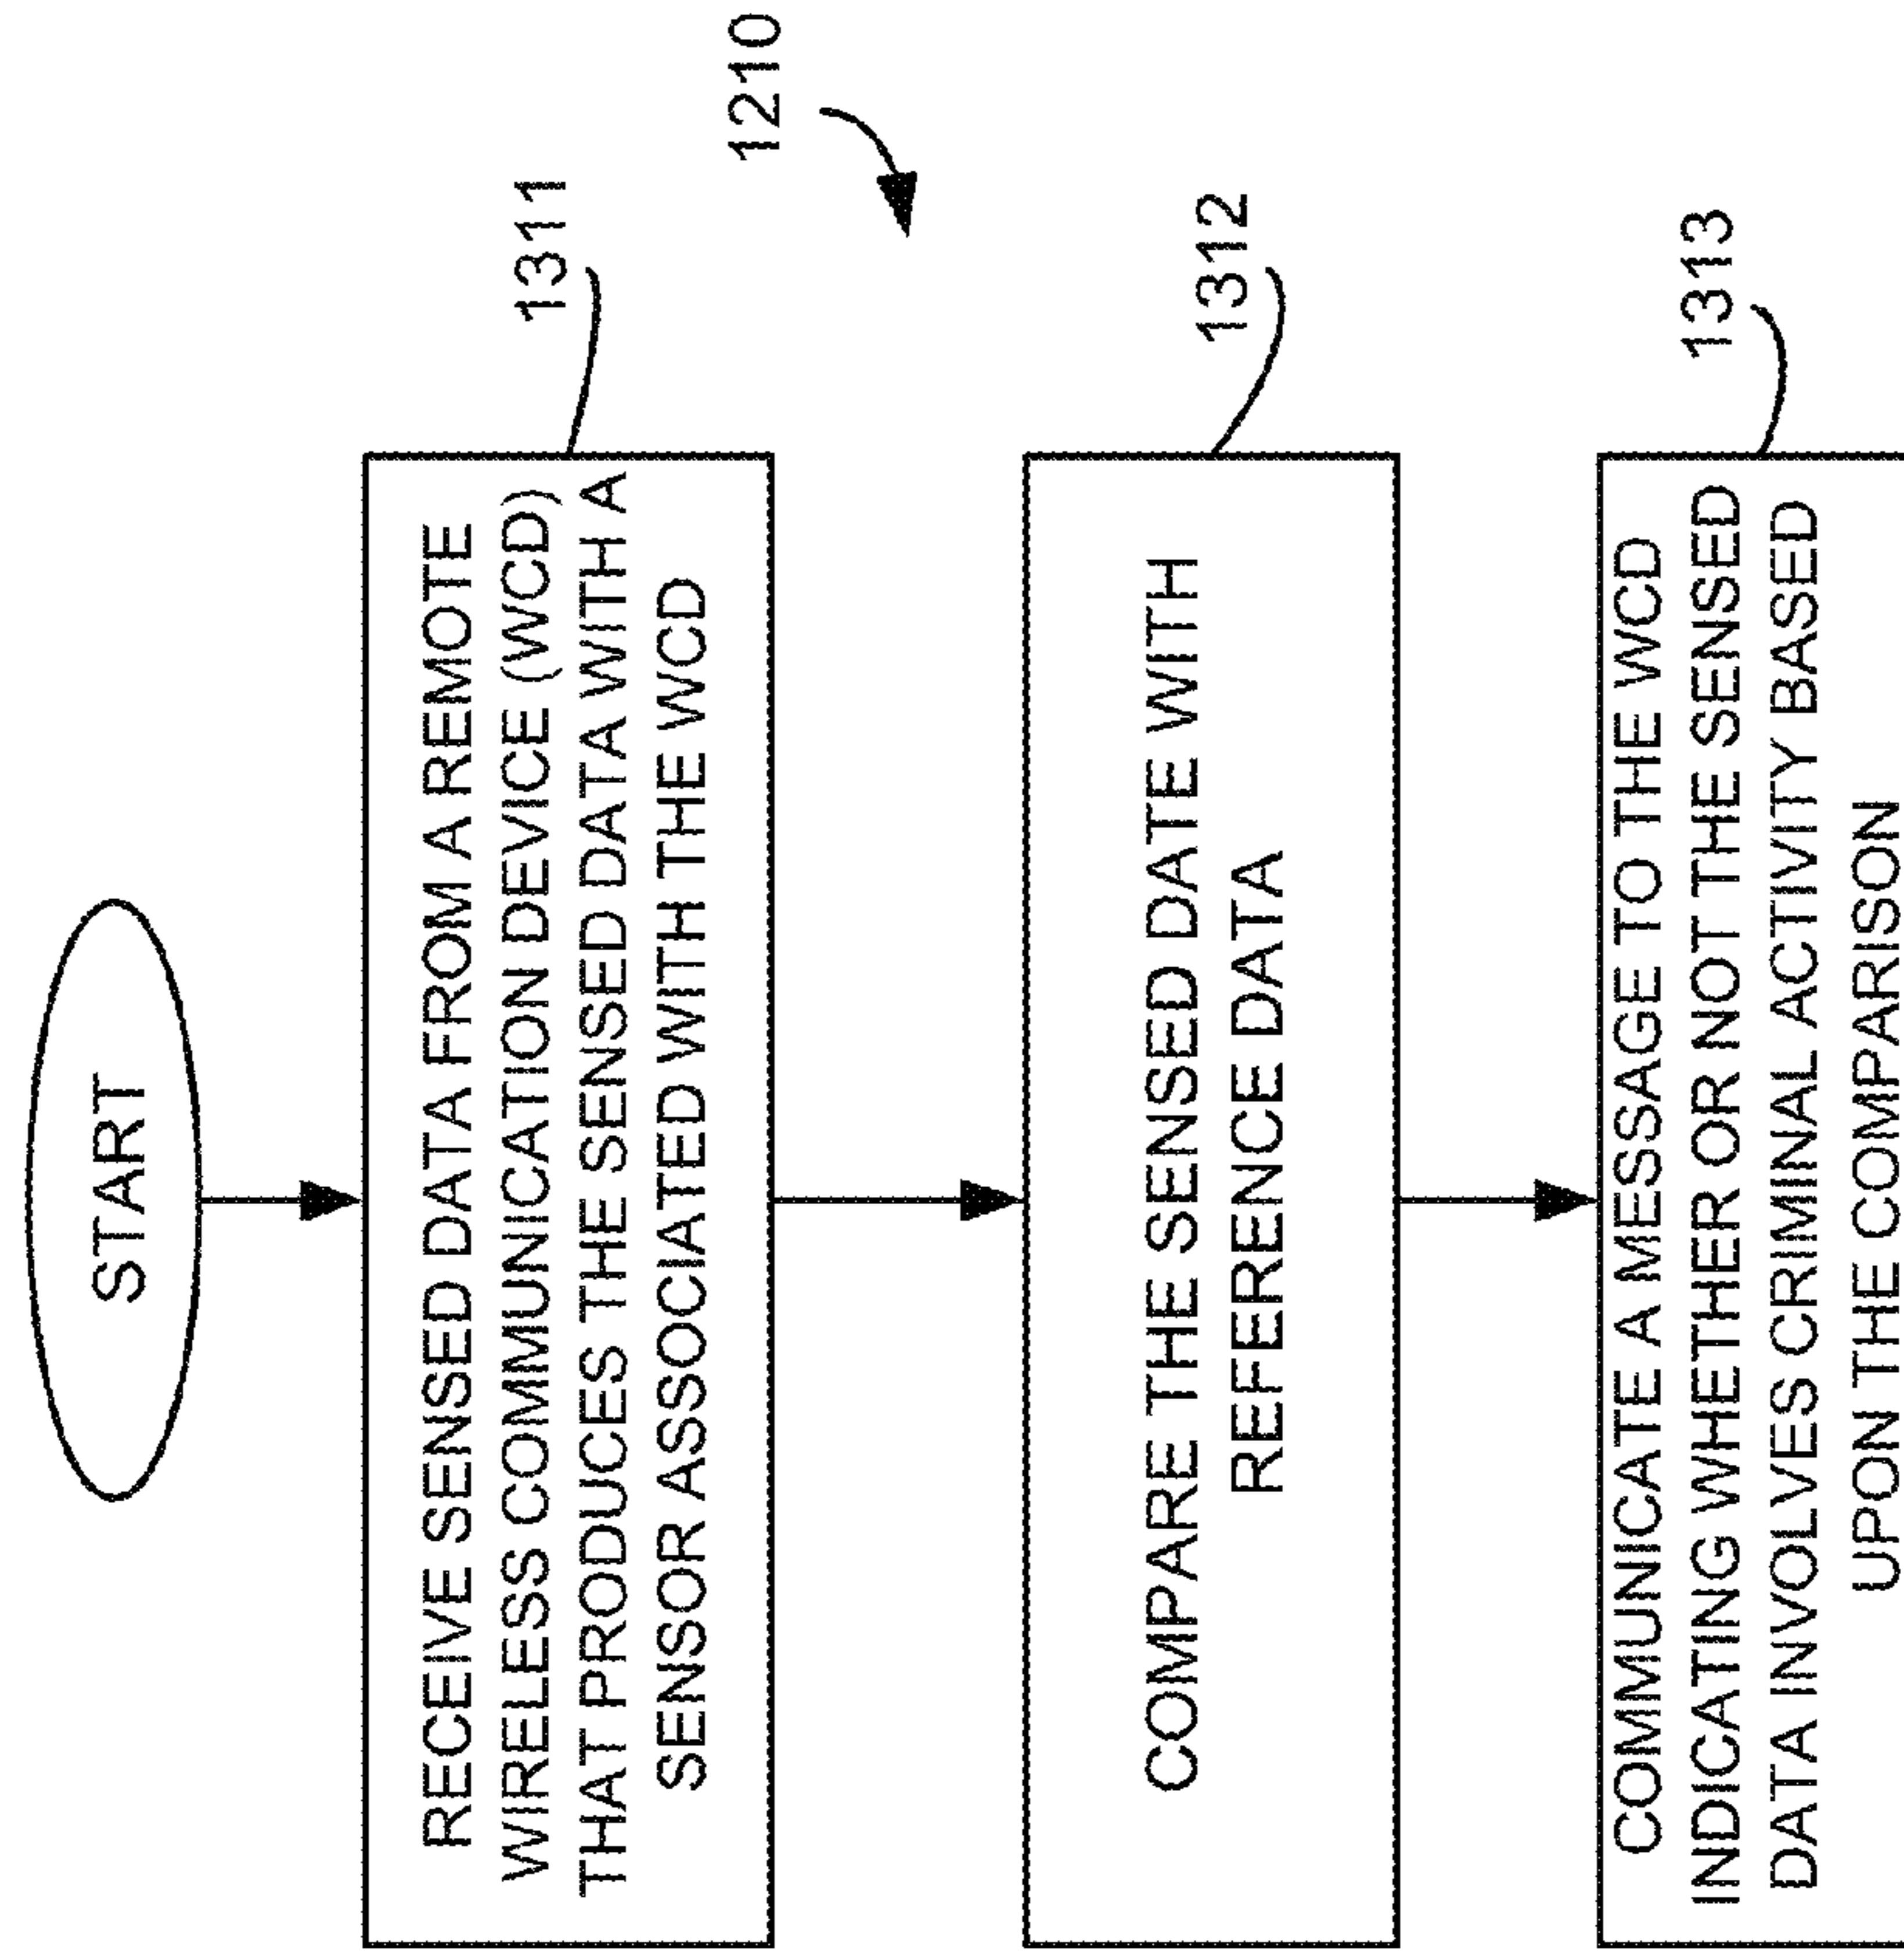 START
1210
1311
RECEIVE SENSED DATA FROM A REMOTE
WIRELESS COMMUNICATION DEVICE (WCD)
THAT PRODUCES THE SENSED DATA WITH A
SENSOR ASSOCIATED WITH THE WCD
1312
COMPARE THE SENSED DATE WITH
REFERENCE DATA
1313
COMMUNICATE A MESSAGE TO THE WCD
INDICATING WHETHER OR NOT THE SENSED
DATA INVOLVES CRIMINAL ACTIVITY BASED
UPON THE COMPARISON